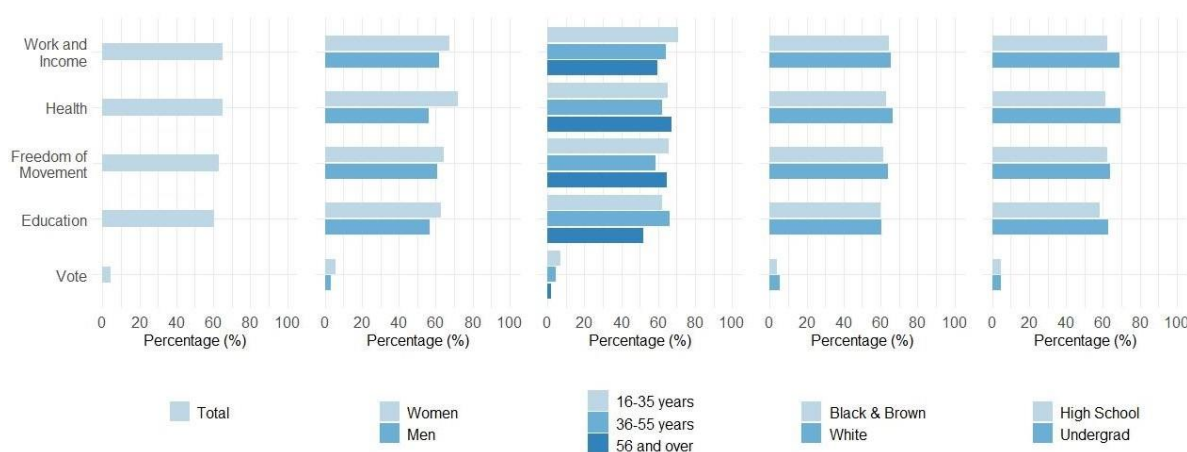 Work and
Income
Health
Freedom of
Movement
Education
Vote
0 20 40 60 80 100
Percentage (%)
0 20 40 60 80 100
Percentage (%)
0 20 40 60 80 100
Percentage (%)
0 20 40 60 80 100
Percentage (%)
0 20 40 60 80 100
Percentage (%)
Total
Women
Men
16-35 years
36-55 years
56 and over
Black & Brown
White
High School
Undergrad